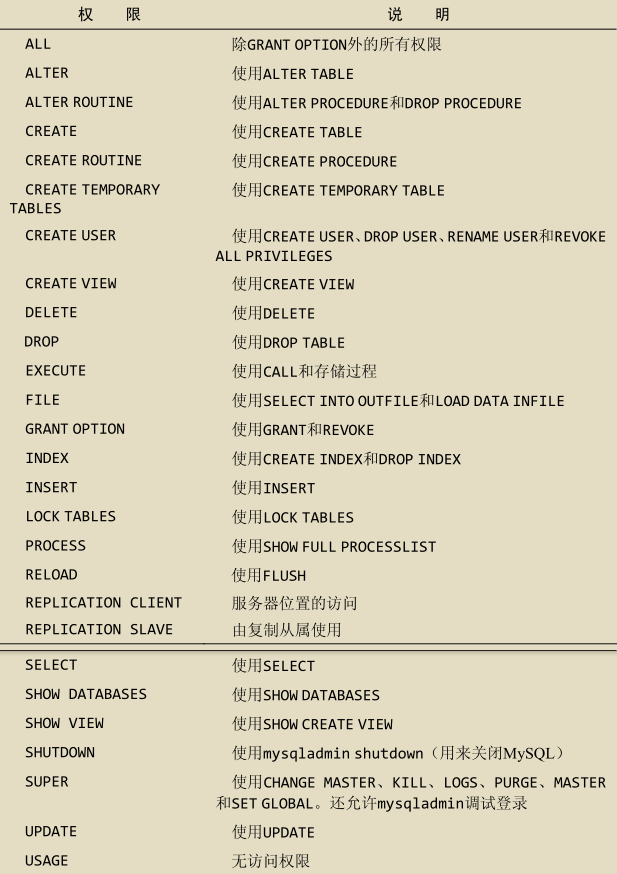 权 限 说 明
ALL 除GRANT OPTION外的所有权限
ALTER 使用ALTER TABLE
ALTER ROUTINE 使用ALTER PROCEDURE和DROP PROCEDURE
CREATE 使用CREATE TABLE
CREATE ROUTINE 使用CREATE PROCEDURE
CREATE TEMPORARY 使用CREATE TEMPORARY TABLE
TABLES
CREATE USER 使用CREATE USER、DROP USER、RENAME USER和REVOKE
ALL PRIVILEGES
CREATE VIEW 使用CREATE VIEW
DELETE 使用DELETE
DROP 使用DROP TABLE
EXECUTE 使用CALL和存储过程
FILE 使用SELECT INTO OUTFILE和LOAD DATA INFILE
GRANT OPTION 使用GRANT和REVOKE
INDEX 使用CREATE INDEX和DROP INDEX
INSERT 使用INSERT
LOCK TABLES 使用LOCK TABLES
PROCESS 使用SHOW FULL PROCESSLIST
RELOAD 使用FLUSH
REPLICATION CLIENT 服务器位置的访问
REPLICATION SLAVE 由复制从属使用
SELECT 使用SELECT
SHOW DATABASES 使用SHOW DATABASES
SHOW VIEW 使用SHOW CREATE VIEW
SHUTDOWN 使用mysqladmin shutdown（用来关闭MySQL）
SUPER 使用CHANGE MASTER、KILL、LOGS、PURGE、MASTER
和SET GLOBAL。还允许mysqladmin调试登录
UPDATE 使用UPDATE
USAGE 无访问权限